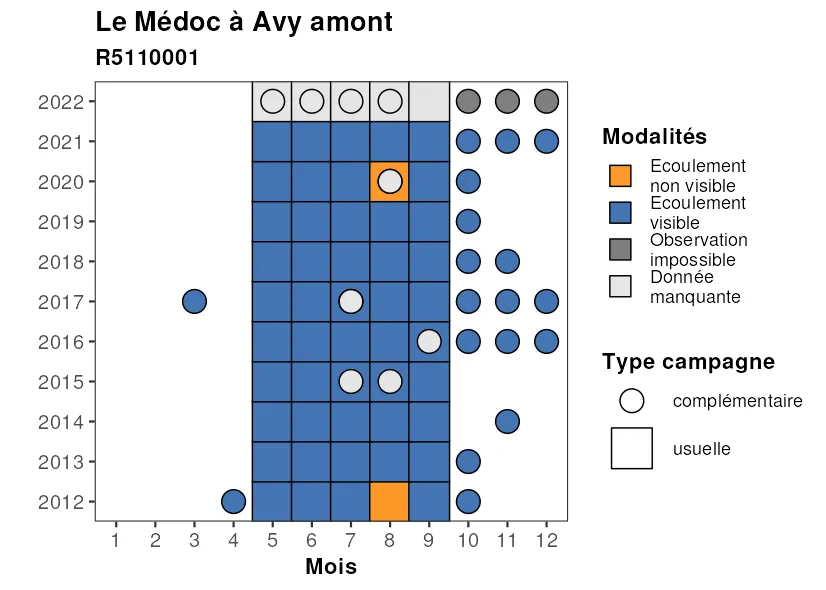 Le Médoc à Avy amont
R5110001
2022
2021
2020
2019
2018
2017
2016
2015
2014
2013
2012
1 2 3 4 5 6 7 8 9 10 11 12
Mois
Modalités
Ecoulement
non visible
Ecoulement
visible
Observation
impossible
Donnée
manquante
Type campagne
complémentaire
usuelle